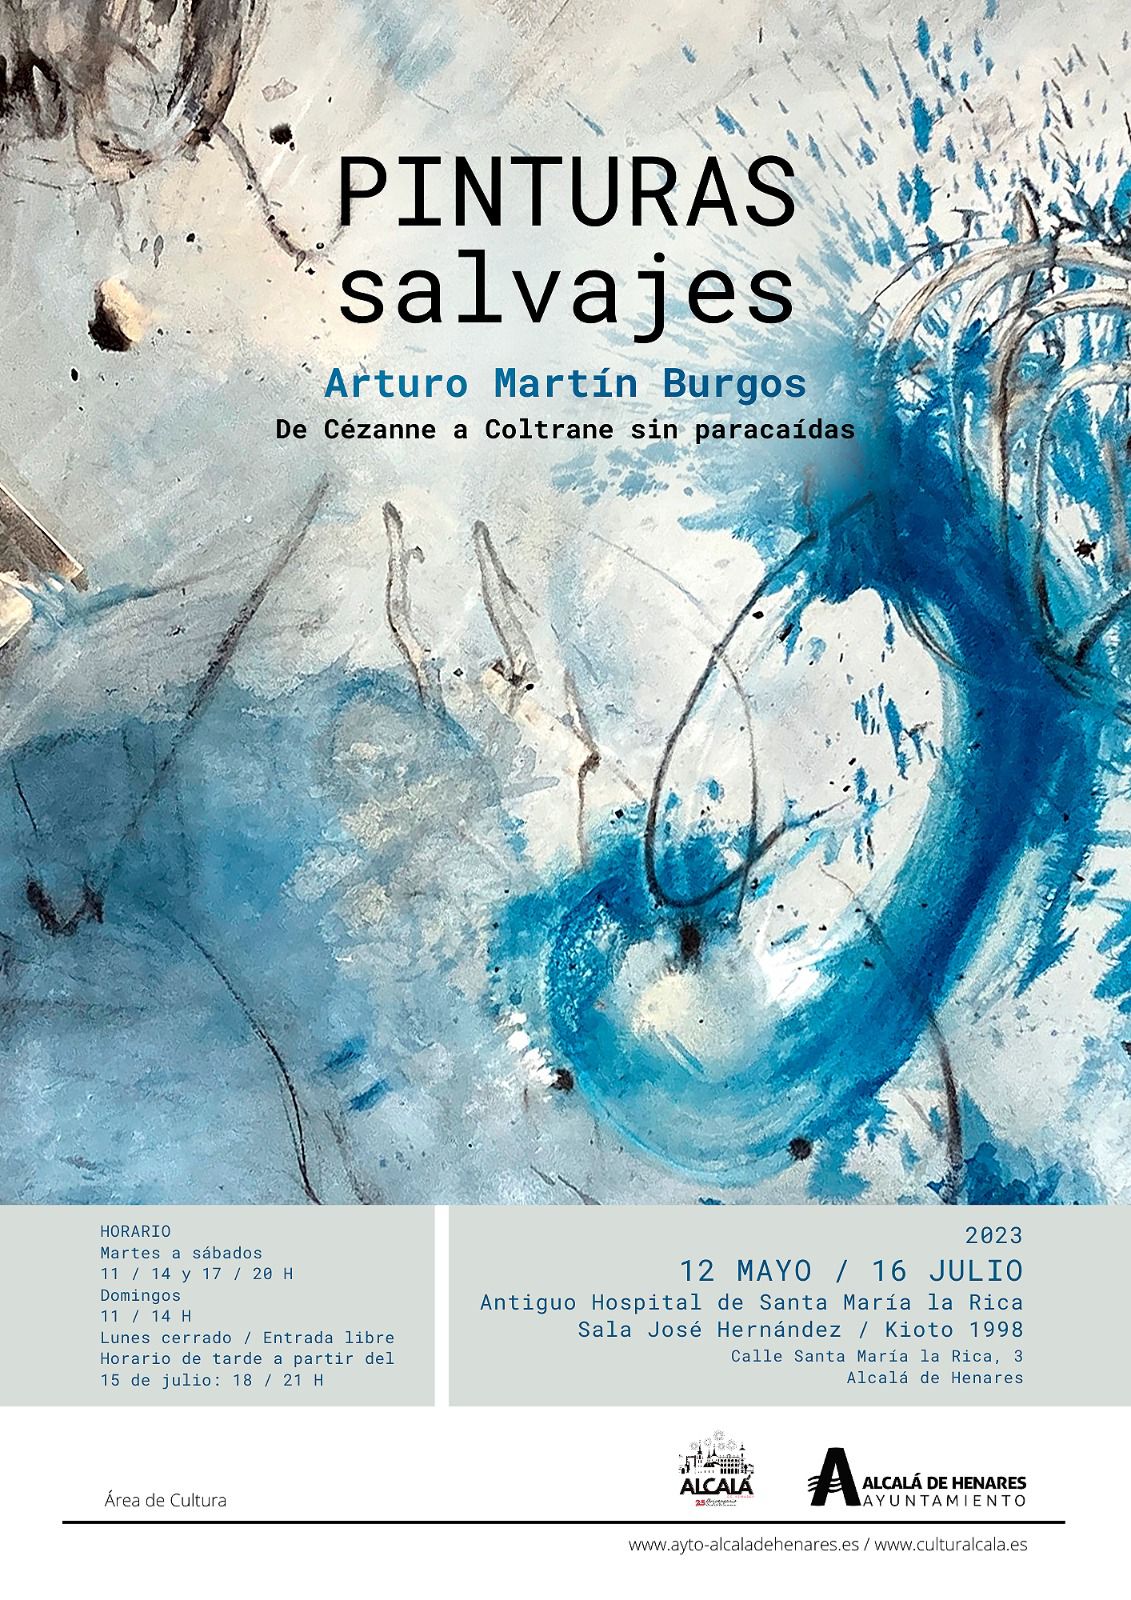 PINTURAS
salvajes
Arturo Martín Burgos
De Cézanne a Coltrane sin paracaídas
HORARIO
Martes a sábados
11 / 14 y 17 / 20 H
Domingos
11 / 14 H
Lunes cerrado / Entrada libre
Horario de tarde a partir del
15 de julio: 18 / 21 H
2023
12 MAYO / 16 JULIO
Antiguo Hospital de Santa María la Rica
Sala José Hernández / Kioto 1998
Calle Santa María la Rica, 3
Alcalá de Henares
Área de Cultura
ALCALÁ
25
ALCALÁ DE HENARES
AYUNTAMIENTO
www.ayto-alcaladehenares.es / www.culturalcala.es